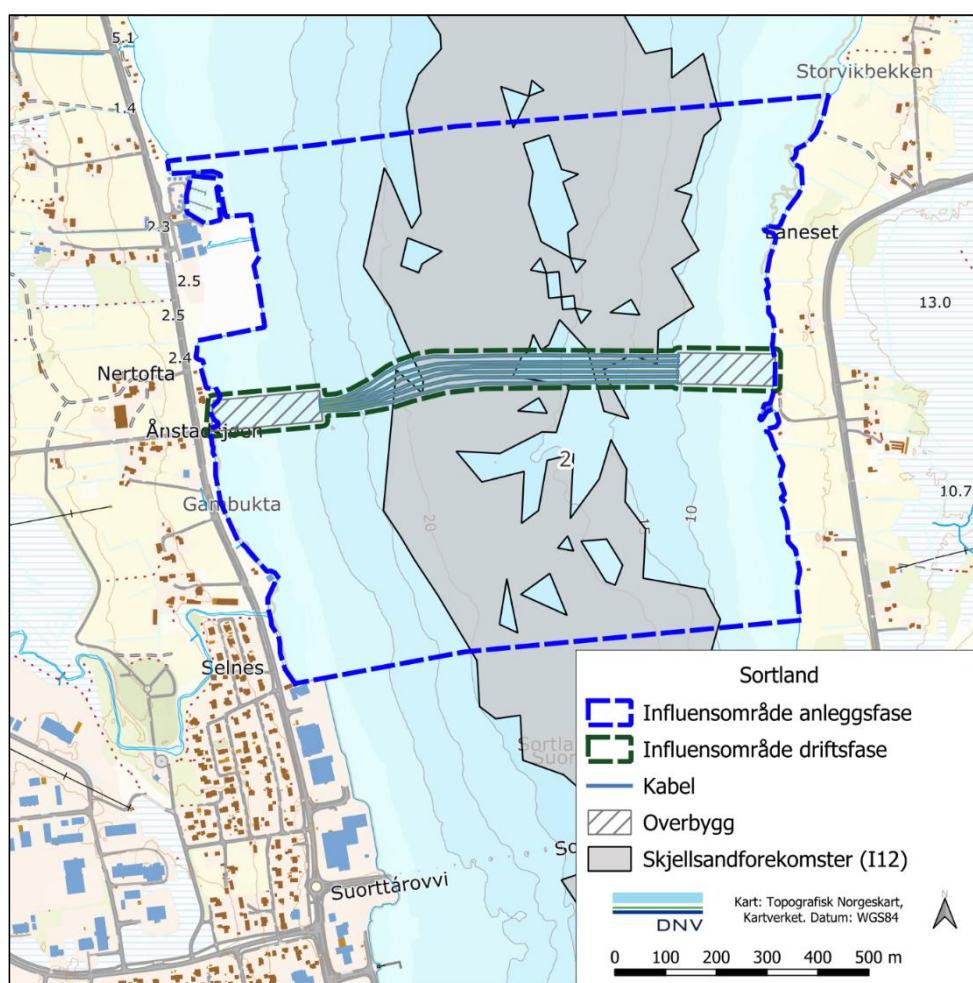 5.1
Storvikbekken
1.4
2.3
Laneset
2.5
13.0
2.5
2.4
Nertofta
Ånstadsjøen
2
Gambukta
20
15
10
10.7
Selnes
Suorttárovvi
Sortland
Influensområde anleggsfase
Influensområde driftsfase
Kabel
Overbygg
Skjellsandforekomster (I12)
DNV
Kart: Topografisk Norgeskart,
Kartverket. Datum: WGS84
N
0 100 200 300 400 500 m